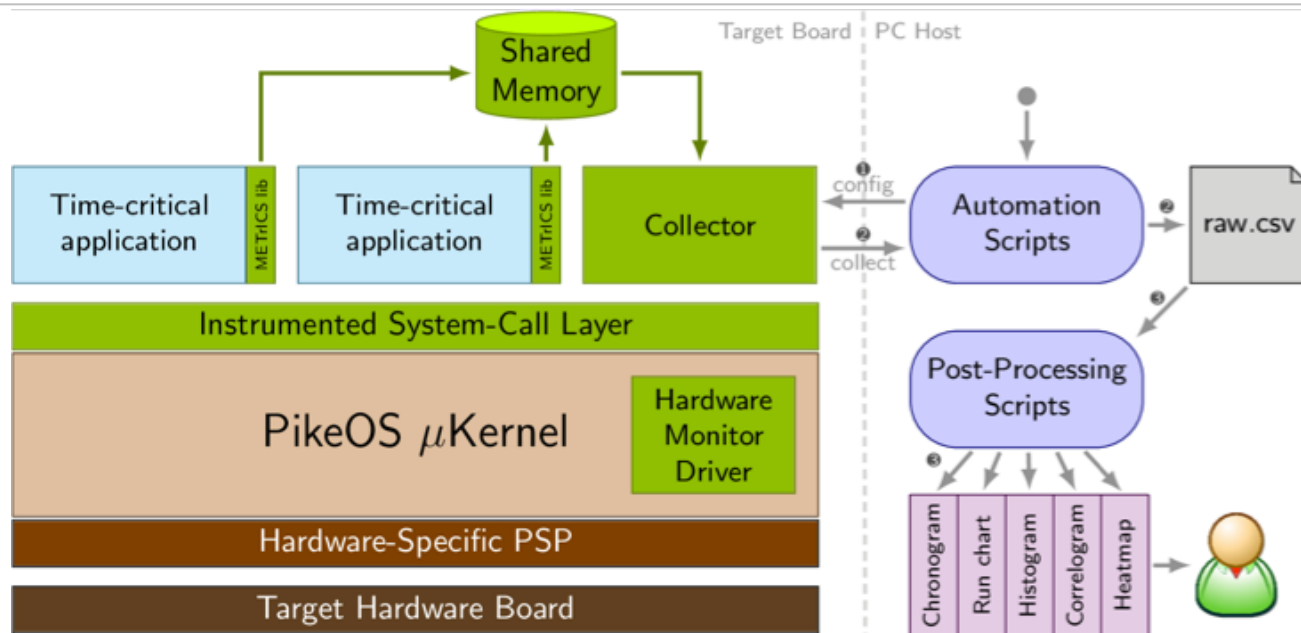 Target Board
PC Host
Shared
Memory
Time-critical
application
METrICS lib
Time-critical
application
METrICS lib
Collector
❶
config
❷
collect
Automation
Scripts
❷
raw.csv
❸
Instrumented System-Call Layer
PikeOS μKernel
Hardware
Monitor
Driver
Post-Processing
Scripts
❸
Chronogram
Run chart
Histogram
Correlogram
Heatmap
Hardware-Specific PSP
Target Hardware Board